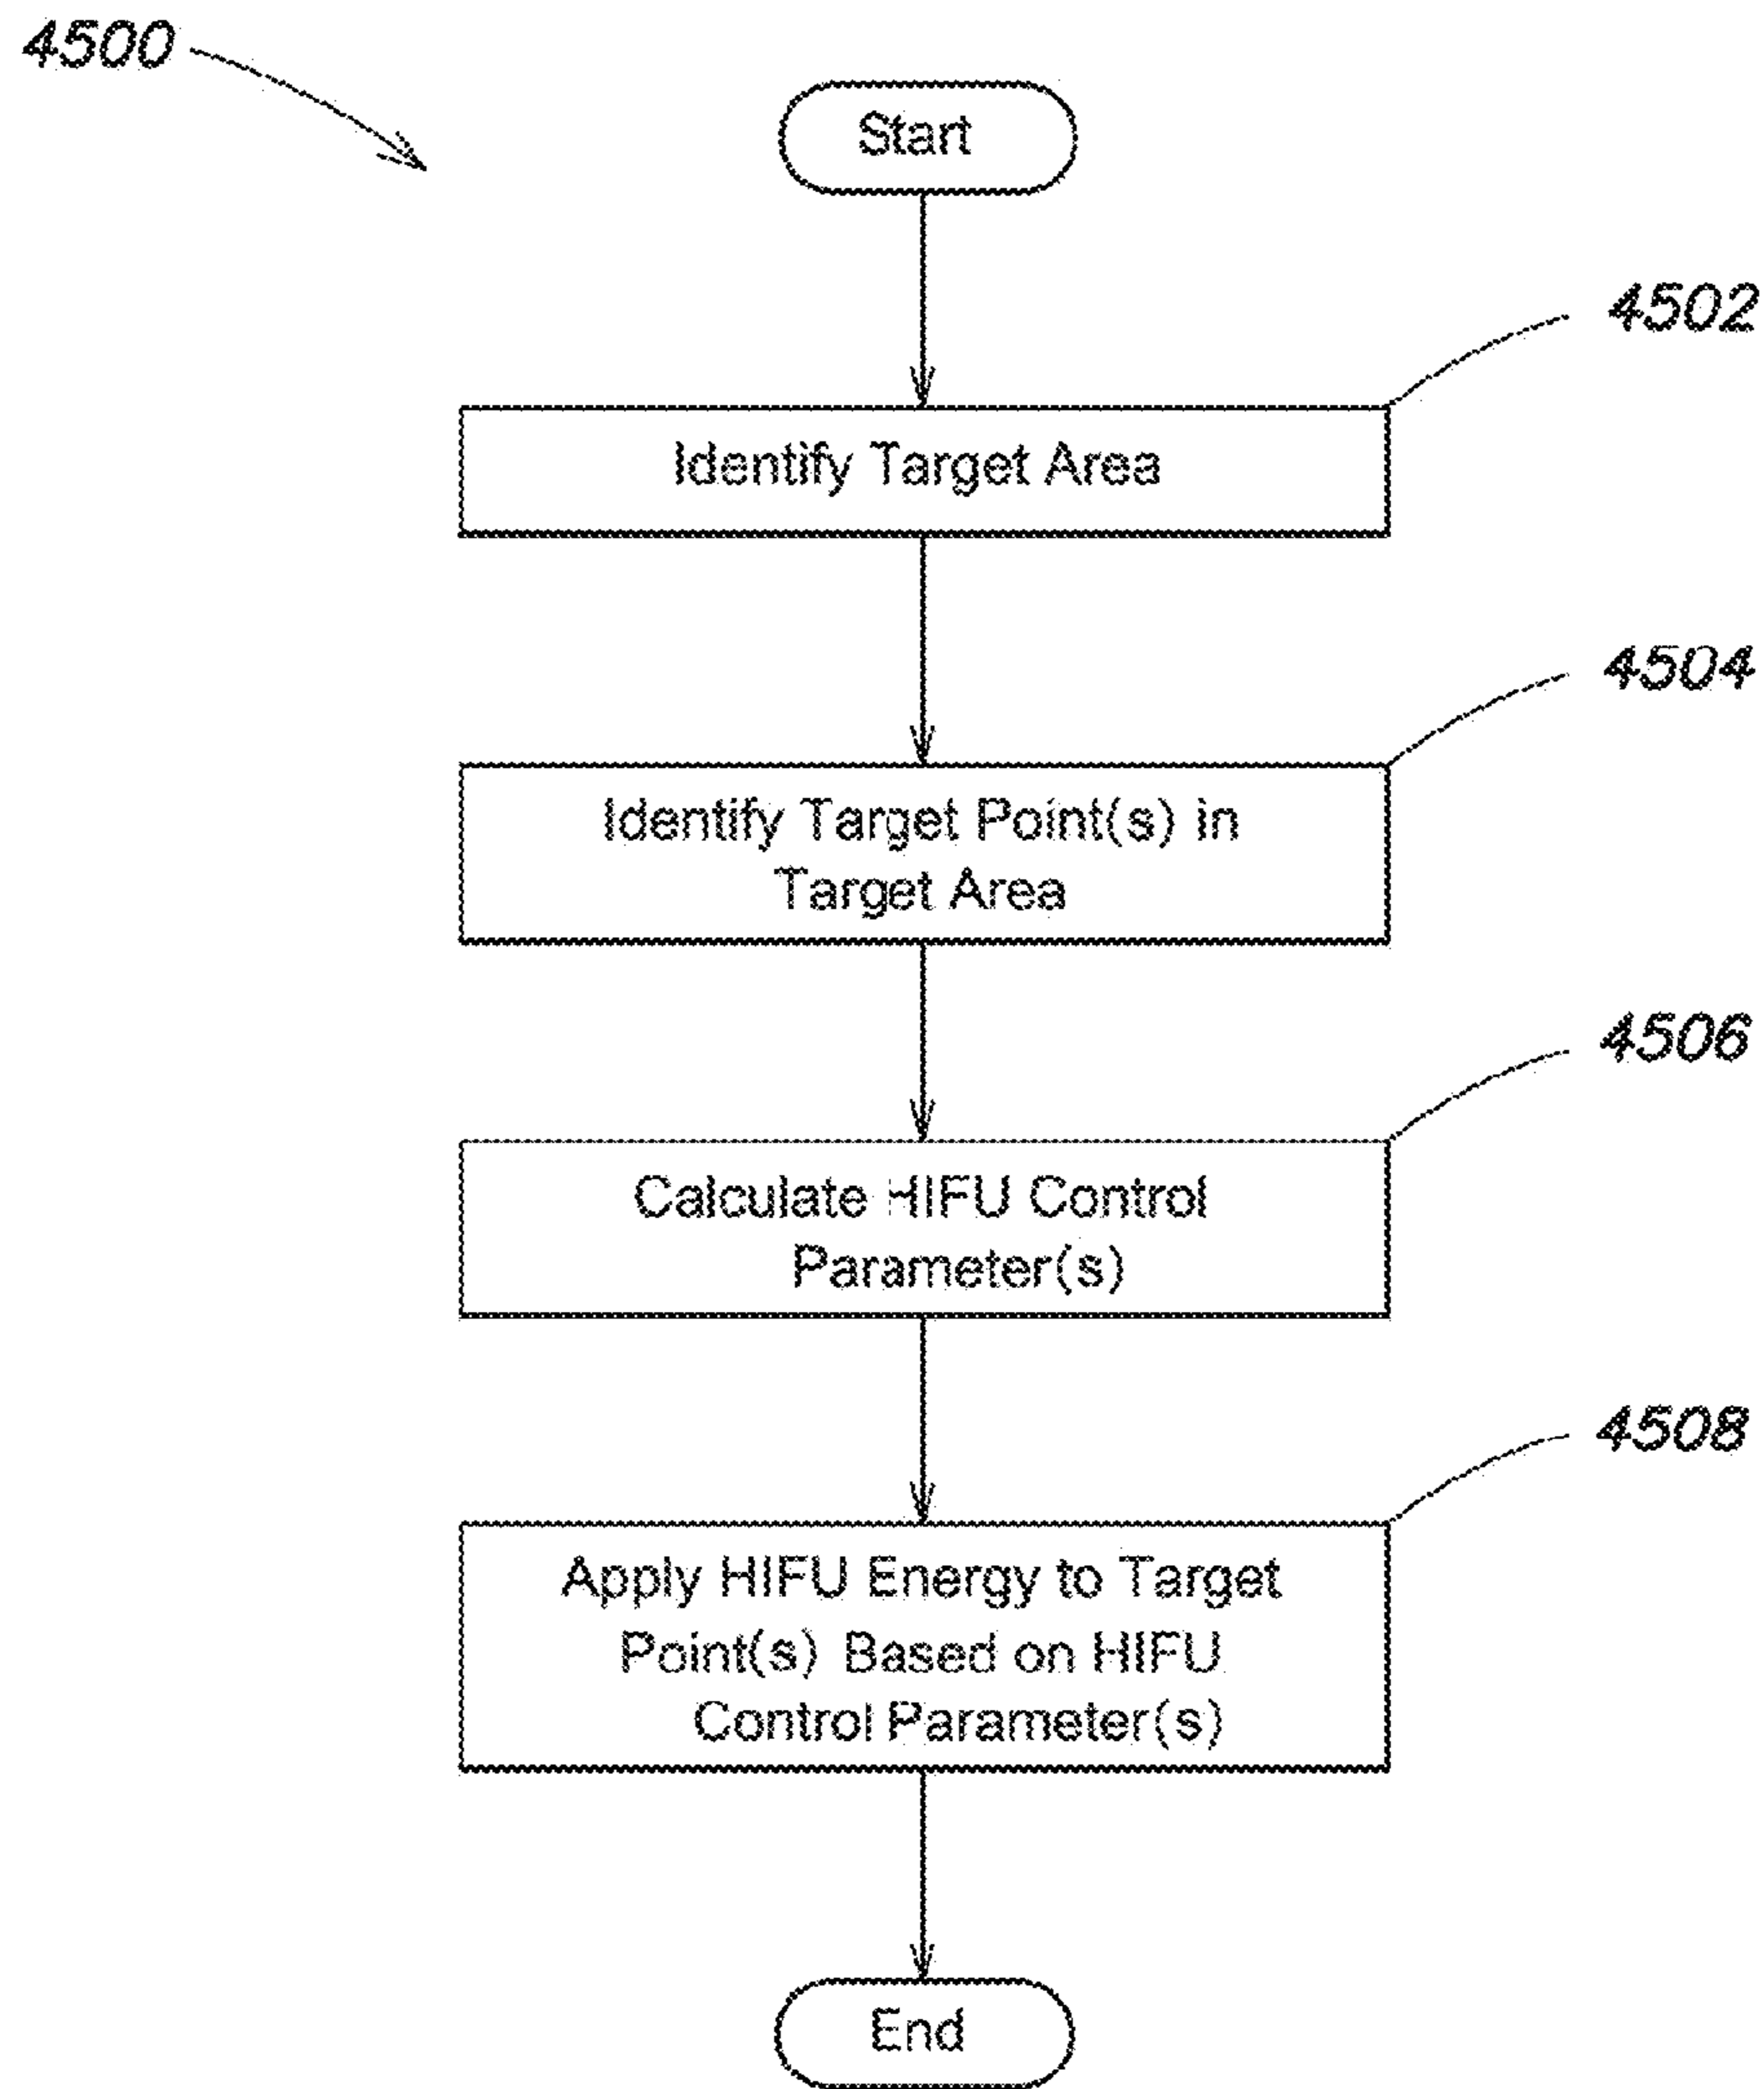 4500
Start
4502
Identify Target Area
4504
Identify Target Point(s) in
Target Area
4506
Calculate HIFU Control
Parameter(s)
4508
Apply HIFU Energy to Target
Point(s) Based on HIFU
Control Parameter(s)
End